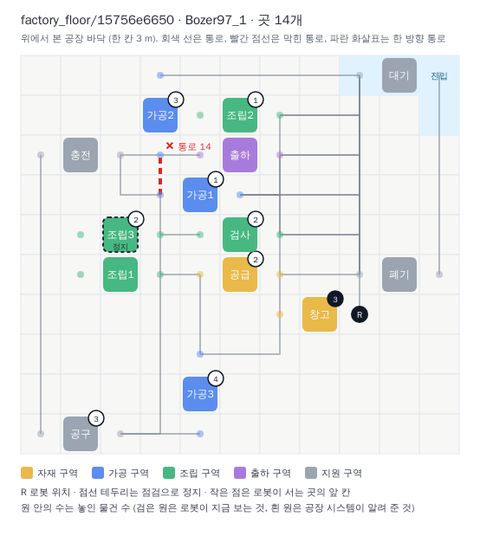 factory_floor/15756e6650 · Bozer97_1 · 곳 14개
위에서 본 공장 바닥 (한 칸 3 m). 회색 선은 통로, 빨간 점선은 막힌 통로, 파란 화살표는 한 방향 통로
대기
진입
3
가공2
1
조립2
× 통로 14
충전
출하
1
가공1
2
조립3
정지
2
검사
조립1
2
공급
폐기
3
창고
R
4
가공3
3
공구
자재 구역
가공 구역
조립 구역
출하 구역
지원 구역
R 로봇 위치 · 점선 테두리는 점검으로 정지 · 작은 점은 로봇이 서는 곳의 앞 칸
원 안의 수는 놓인 물건 수 (검은 원은 로봇이 지금 보는 것, 흰 원은 공장 시스템이 알려 준 것)